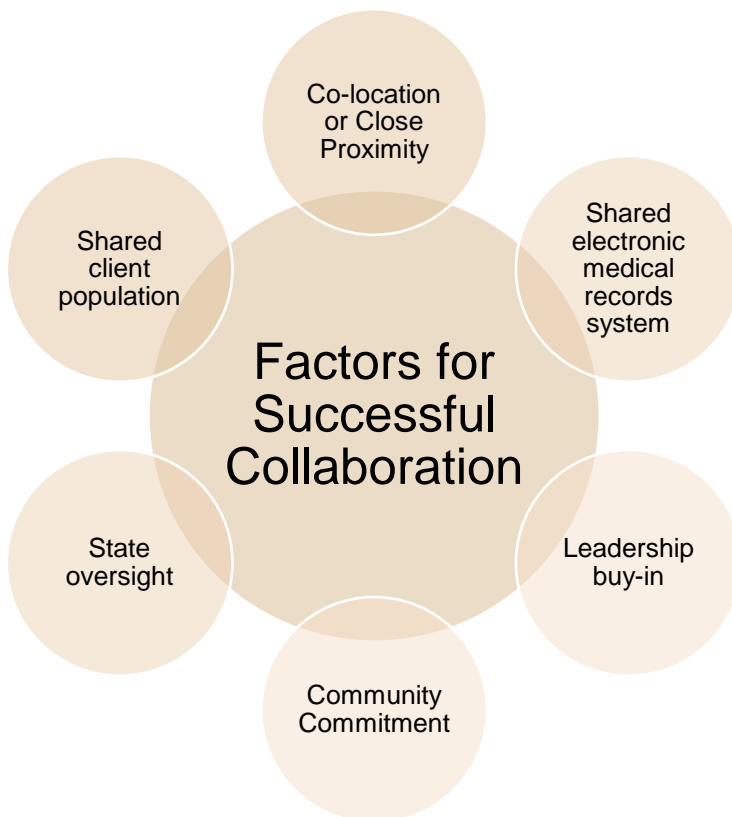 Co-location
or Close
Proximity
Shared
electronic
medical
records
system
Leadership
buy-in
Community
Commitment
State
oversight
Shared
client
population
Factors for
Successful
Collaboration